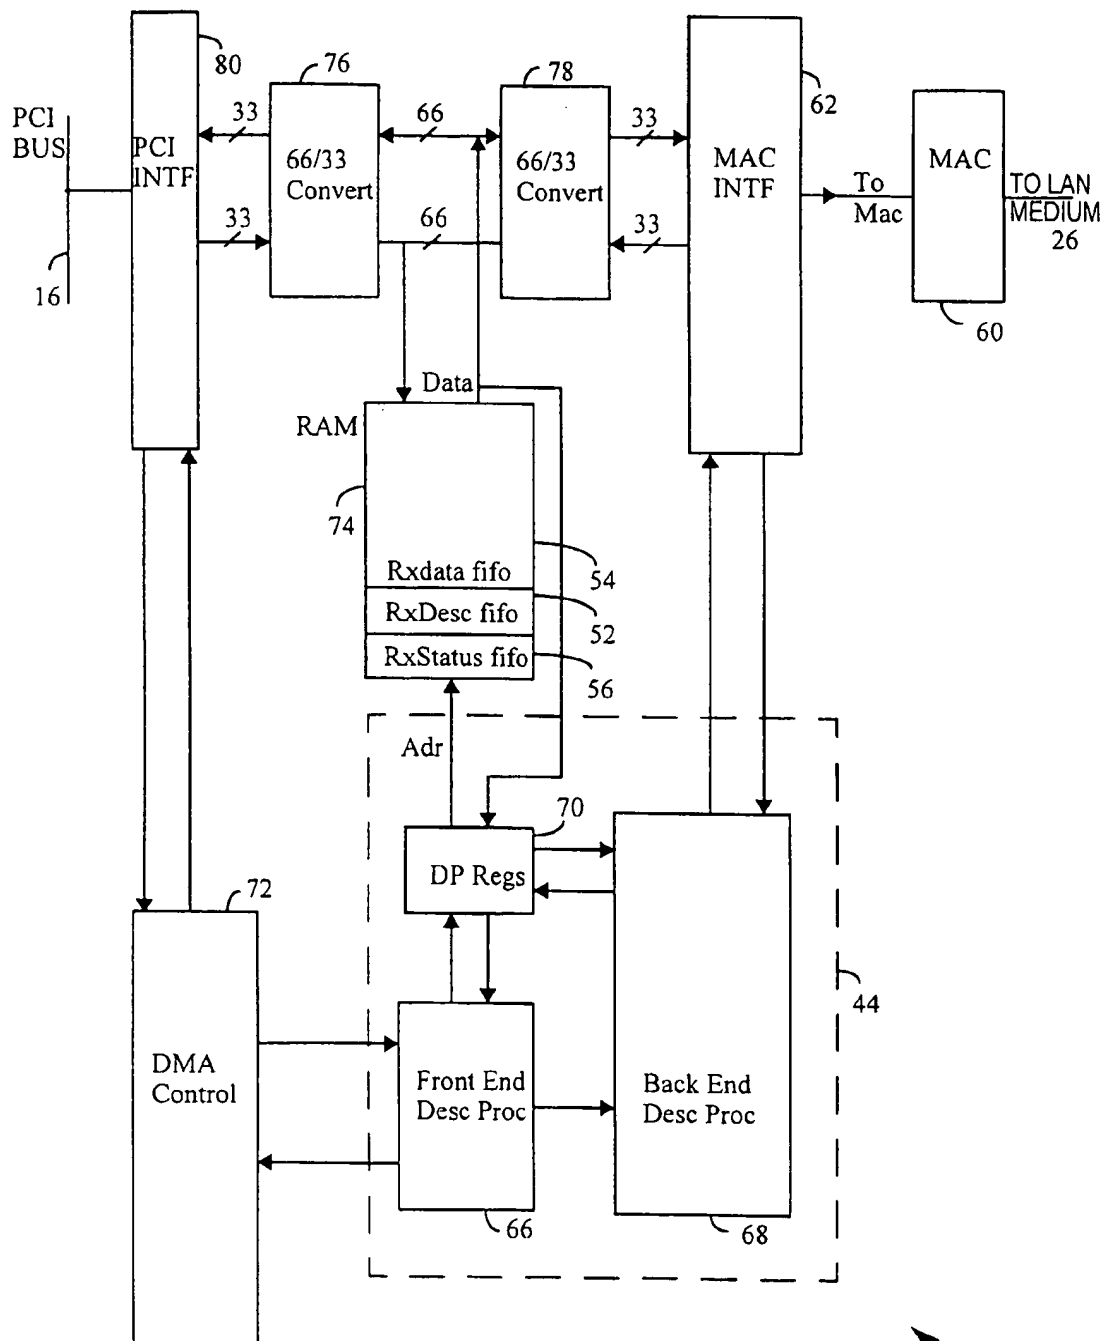 80
76
78
62
PCI
BUS
PCI
INTF
33
66
33
66/33
Convert
66/33
Convert
MAC
INTF
MAC
To
Mac
TO LAN
MEDIUM
26
33
66
33
16
60
Data
RAM
74
Rxdata fifo
54
RxDesc fifo
52
RxStatus fifo
56
Adr
70
DP Regs
72
44
DMA
Control
Front End
Desc Proc
Back End
Desc Proc
66
68